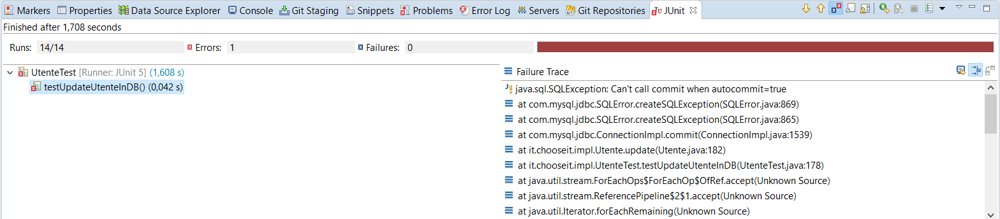 Markers Properties Data Source Explorer Console Git Staging Snippets Problems Error Log Servers Git Repositories JUnit
Finished after 1,708 seconds
Runs: 14/14 Errors: 1 Failures: 0
UtenteTest [Runner: JUnit 5] (1,608 s)
testUpdateUtenteInDB() (0,042 s)
Failure Trace
java.sql.SQLException: Can't call commit when autocommit=true
at com.mysql.jdbc.SQLError.createSQLException(SQLError.java:869)
at com.mysql.jdbc.SQLError.createSQLException(SQLError.java:865)
at com.mysql.jdbc.ConnectionImpl.commit(ConnectionImpl.java:1539)
at it.chooseit.impl.Utente.update(Utente.java:182)
at it.chooseit.impl.UtenteTest.testUpdateUtenteInDB(UtenteTest.java:178)
at java.util.stream.ForEachOps$ForEachOp$OfRef.accept(Unknown Source)
at java.util.stream.ReferencePipeline$2$1.accept(Unknown Source)
at java.util.Iterator.forEachRemaining(Unknown Source)